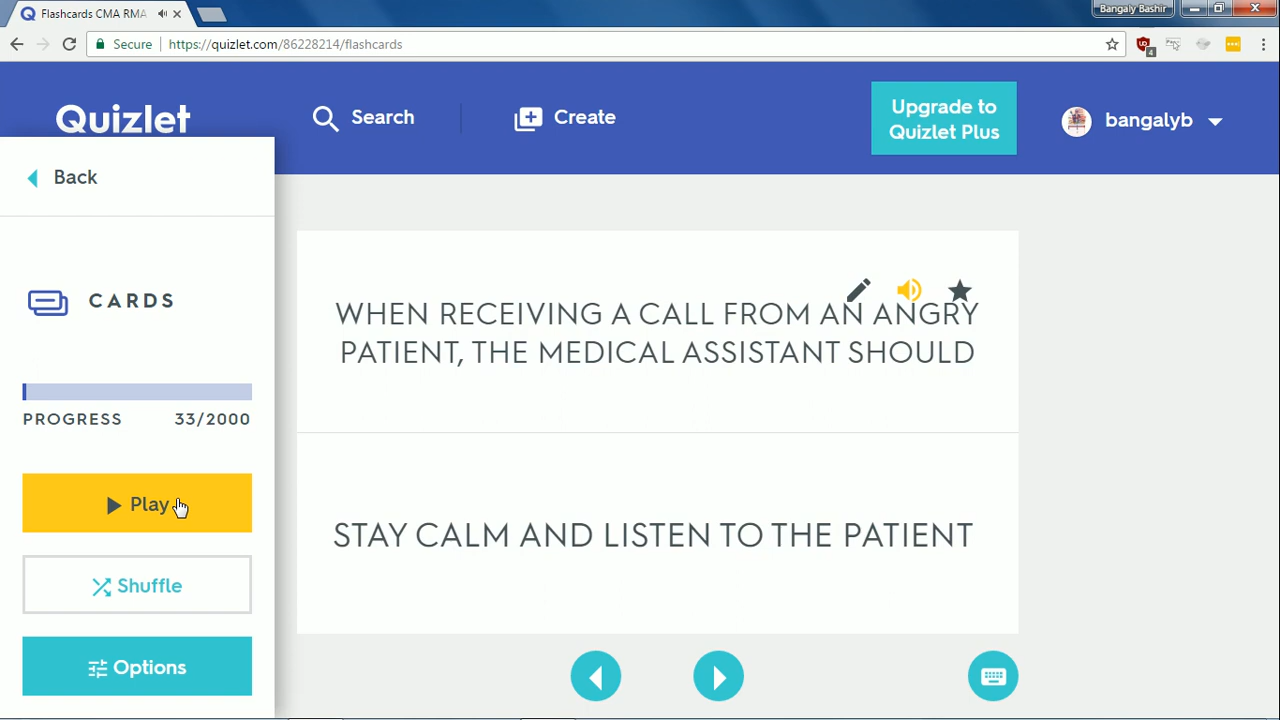 Flashcards CMA RMA
Bangaly Bashir
Secure
https://quizlet.com/86228214/flashcards
4
Quizlet
Search
Create
Upgrade to
Quizlet Plus
bangalyb
Back
CARDS
PROGRESS 33/2000
Play
Shuffle
Options
WHEN RECEIVING A CALL FROM AN ANGRY
PATIENT, THE MEDICAL ASSISTANT SHOULD
STAY CALM AND LISTEN TO THE PATIENT